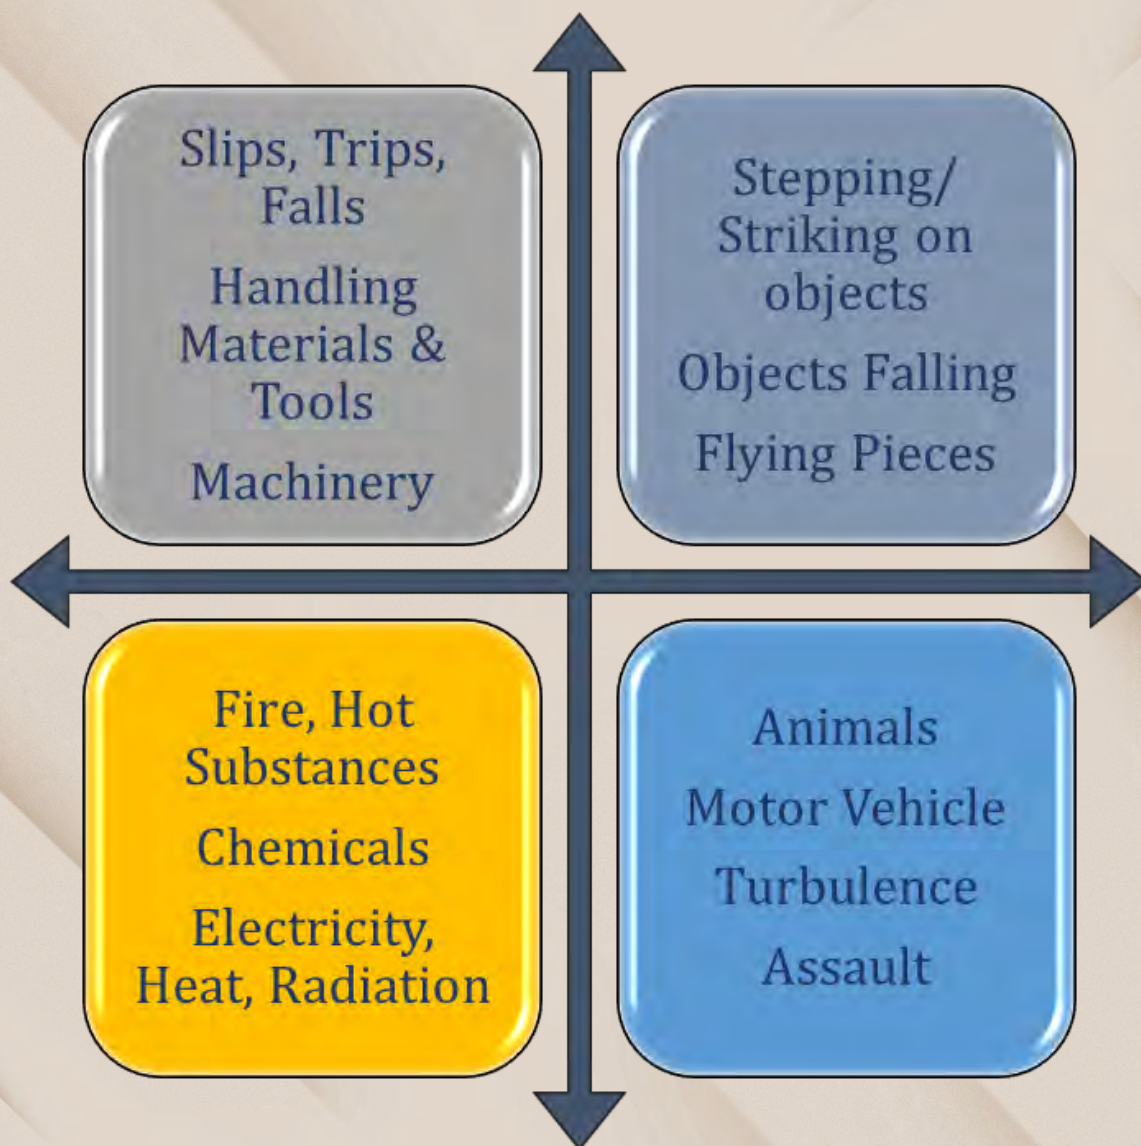 Slips, Trips,
Falls
Handling
Materials &
Tools
Machinery
Stepping/
Striking on
objects
Objects Falling
Flying Pieces
Fire, Hot
Substances
Chemicals
Electricity,
Heat, Radiation
Animals
Motor Vehicle
Turbulence
Assault